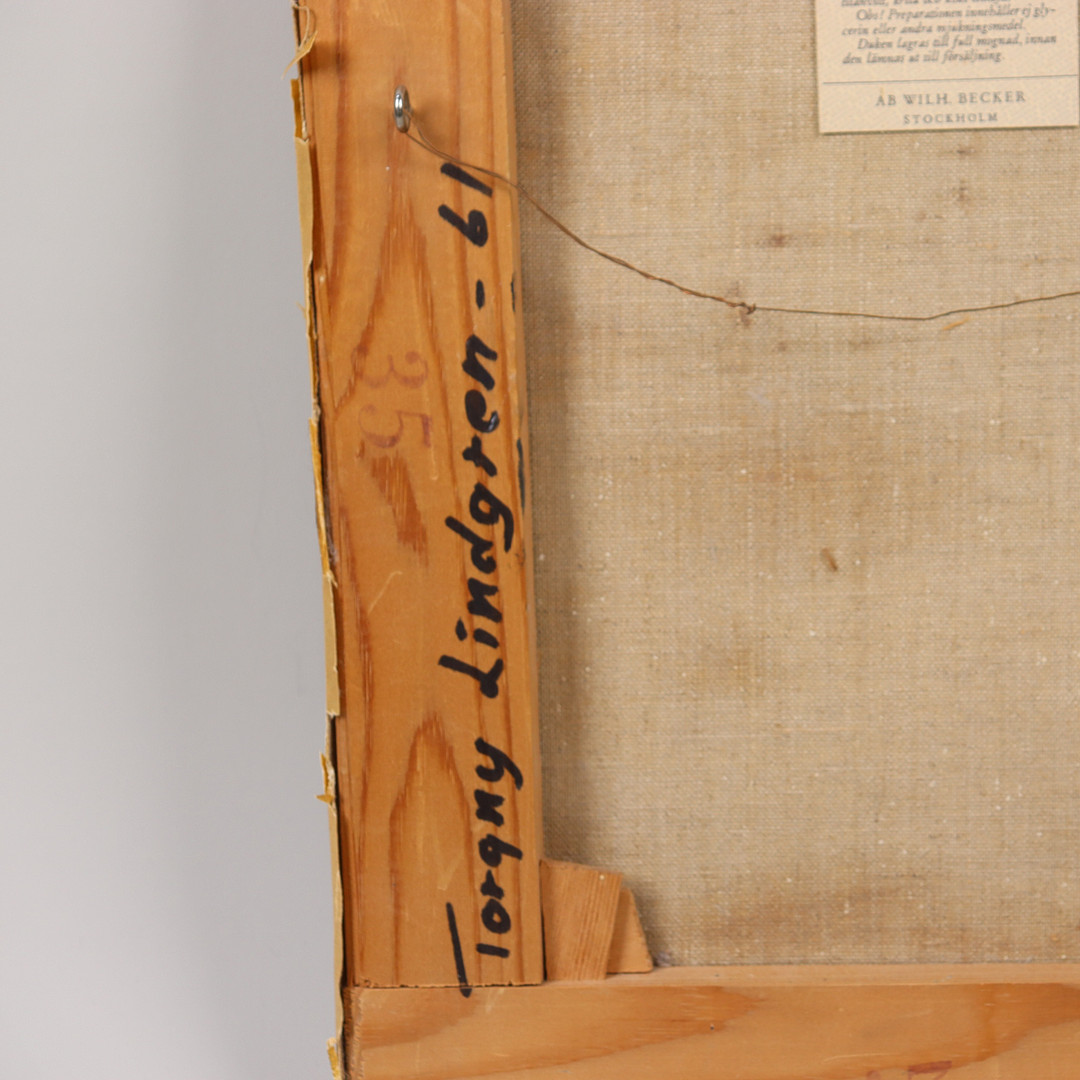 Torgny Lindgren - 61
35
Obs! Preparationen innehåller ej gly-
cerin eller andra mjukningsmedel.
Duken lagras till full mognad, innan
den lämnas ut till försäljning.
AB WILH. BECKER
STOCKHOLM